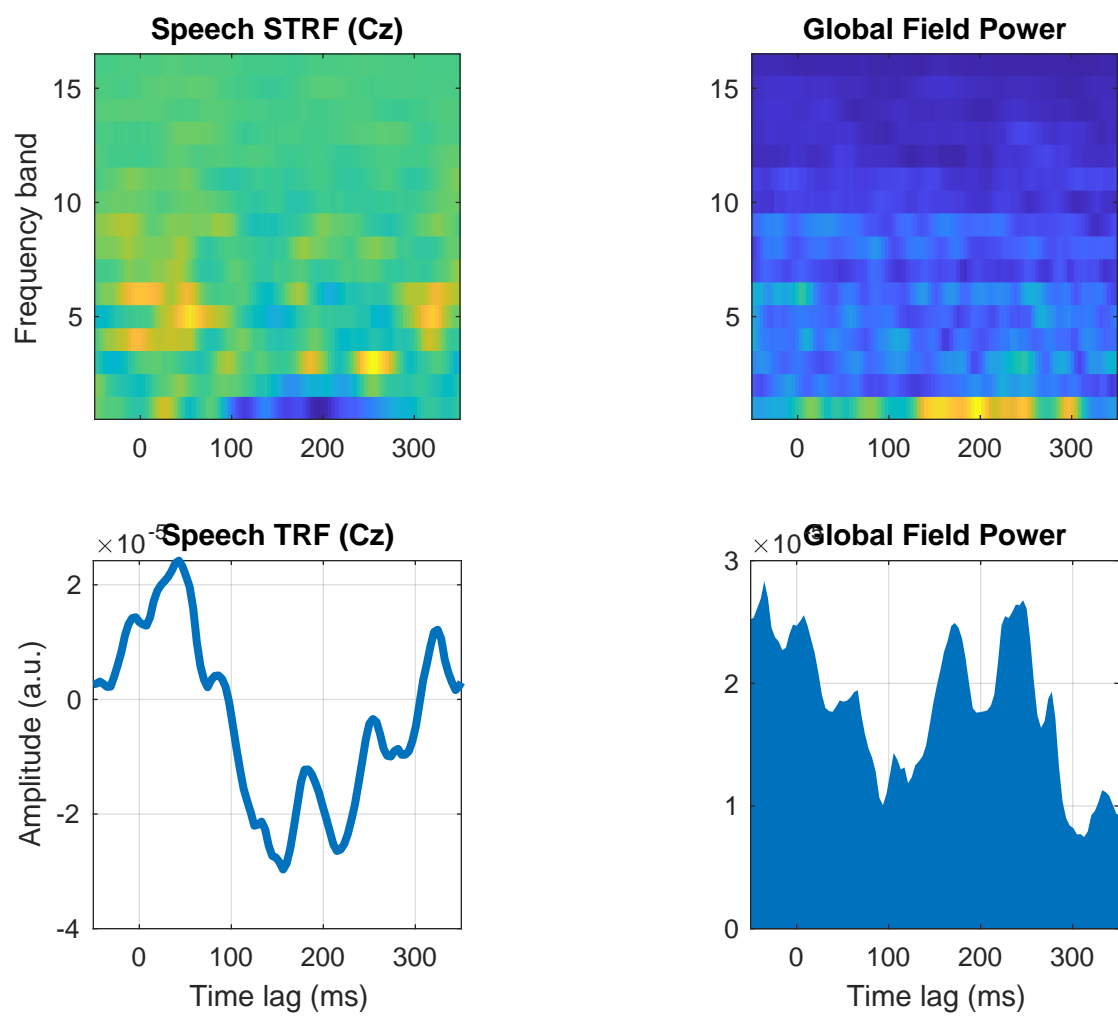 Speech STRF (Cz)
Frequency band
15
10
5
0 100 200 300
Global Field Power
15
10
5
0 100 200 300
Speech TRF (Cz)
×10⁻⁵
Amplitude (a.u.)
2
0
-2
-4
0 100 200 300
Time lag (ms)
Global Field Power
×10⁻⁵
3
2
1
0
0 100 200 300
Time lag (ms)